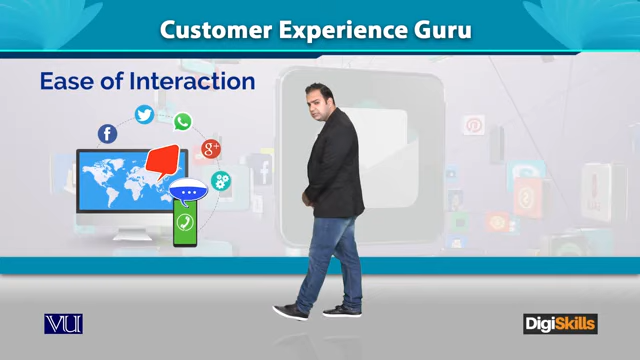 Customer Experience Guru
Ease of Interaction
VU
DigiSkills